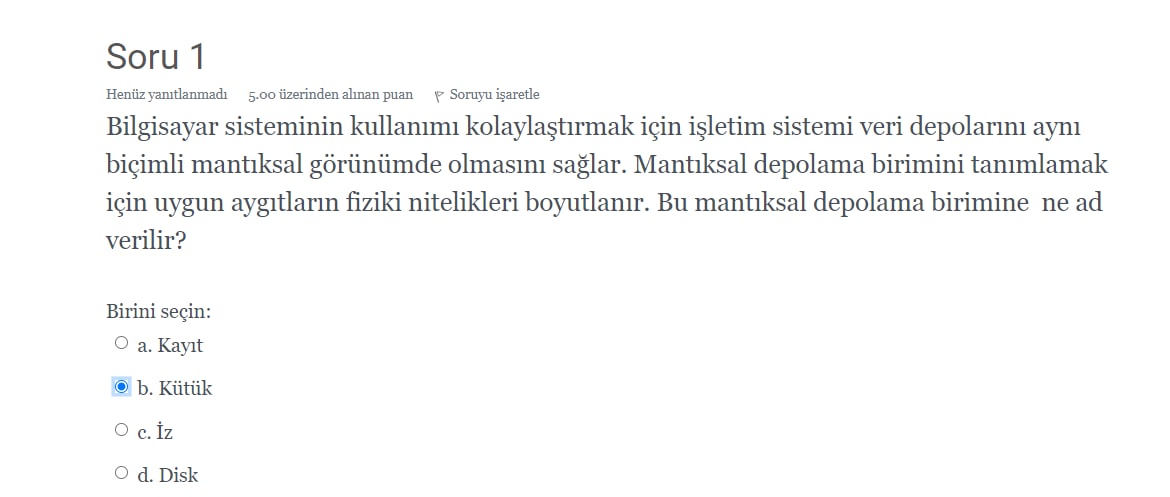 Soru 1
Henüz yanıtlanmadı 5.00 üzerinden alınan puan Soruyu işaretle
Bilgisayar sisteminin kullanımı kolaylaştırmak için işletim sistemi veri depolarını aynı
biçimli mantıksal görünümde olmasını sağlar. Mantıksal depolama birimini tanımlamak
için uygun aygıtların fiziki nitelikleri boyutlanır. Bu mantıksal depolama birimine ne ad
verilir?
Birini seçin:
a. Kayıt
b. Kütük
c. İz
d. Disk